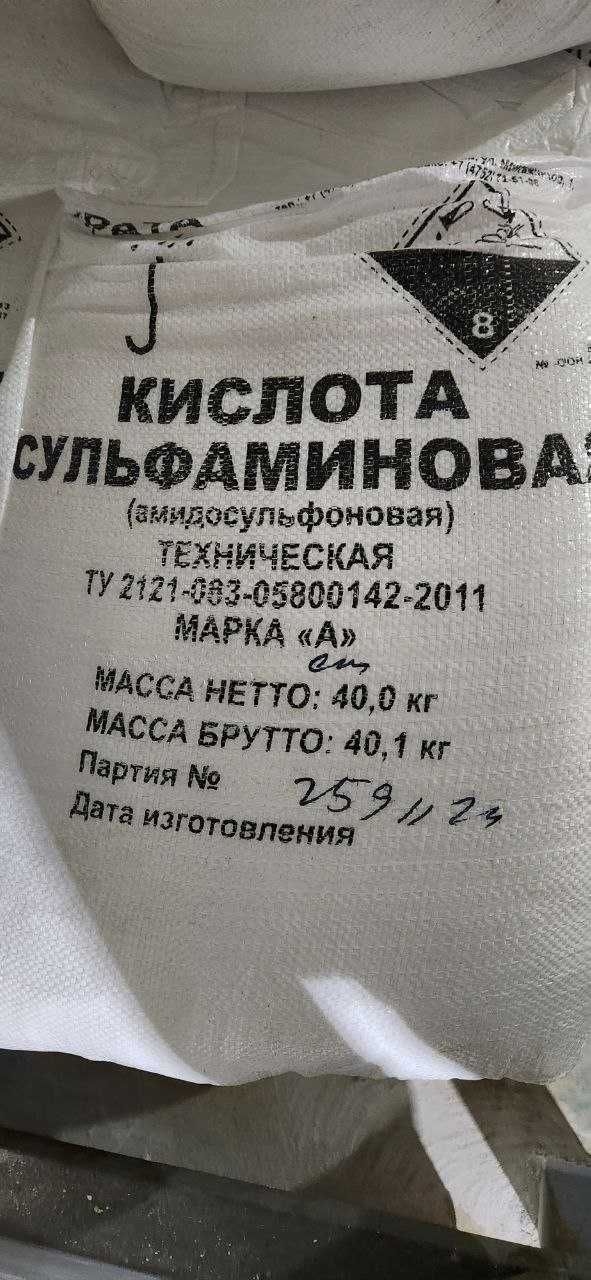 8
КИСЛОТА
СУЛЬФАМИНОВАЯ
(амидосульфоновая)
ТЕХНИЧЕСКАЯ
ТУ 2121-083-05800142-2011
МАРКА «А»
МАССА НЕТТО: 40,0 кг
МАССА БРУТТО: 40,1 кг
Партия №
Дата изготовления